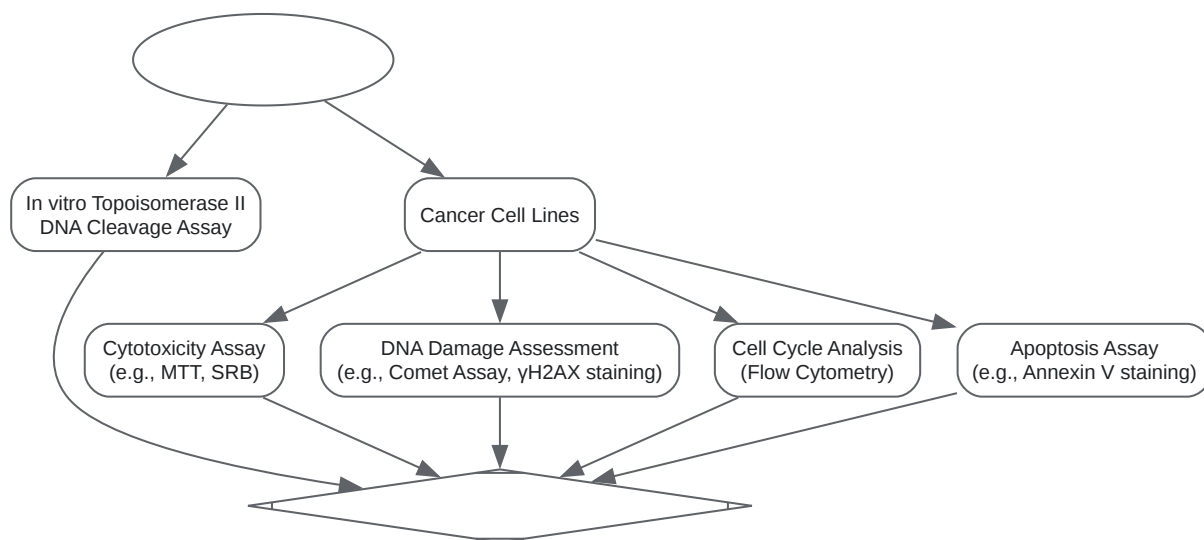 In vitro Topoisomerase II
DNA Cleavage Assay
Cancer Cell Lines
Cytotoxicity Assay
(e.g., MTT, SRB)
DNA Damage Assessment
(e.g., Comet Assay, γH2AX staining)
Cell Cycle Analysis
(Flow Cytometry)
Apoptosis Assay
(e.g., Annexin V staining)